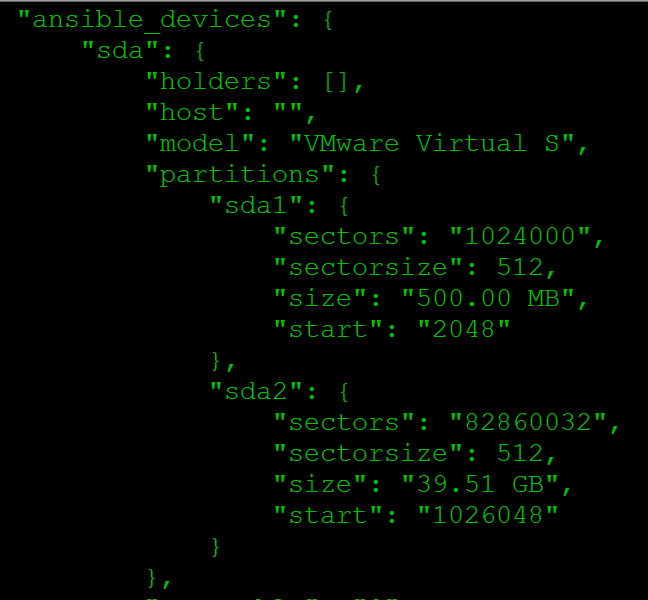 "ansible_devices": {
"sda": {
"holders": [],
"host": "",
"model": "VMware Virtual S",
"partitions": {
"sda1": {
"sectors": "1024000",
"sectorsize": 512,
"size": "500.00 MB",
"start": "2048"
},
"sda2": {
"sectors": "82860032",
"sectorsize": 512,
"size": "39.51 GB",
"start": "1026048"
}
},